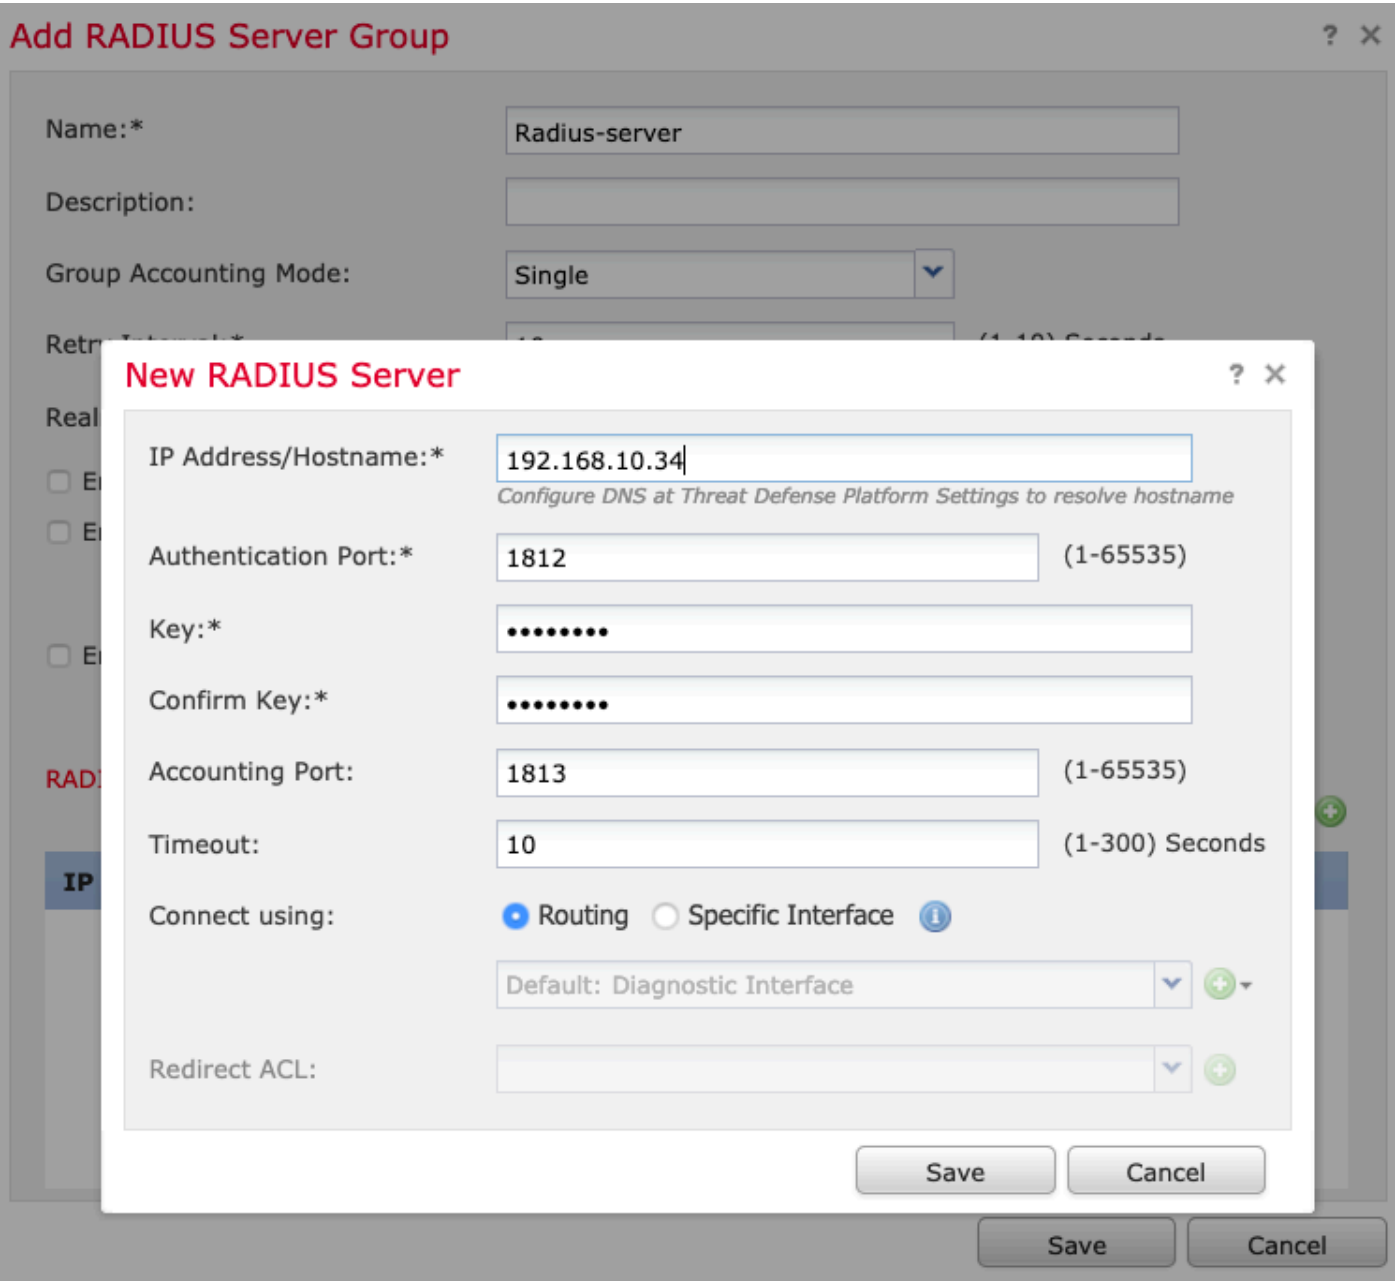 Add RADIUS Server Group ? ×
Name:* Radius-server
Description:
Group Accounting Mode: Single
New RADIUS Server ? ×
IP Address/Hostname:* 192.168.10.34
Configure DNS at Threat Defense Platform Settings to resolve hostname
Authentication Port:* 1812 (1-65535)
Key:* ••••••••
Confirm Key:* ••••••••
Accounting Port: 1813 (1-65535)
Timeout: 10 (1-300) Seconds
IP
Connect using: Routing Specific Interface
Default: Diagnostic Interface
Redirect ACL:
Save Cancel
Save Cancel